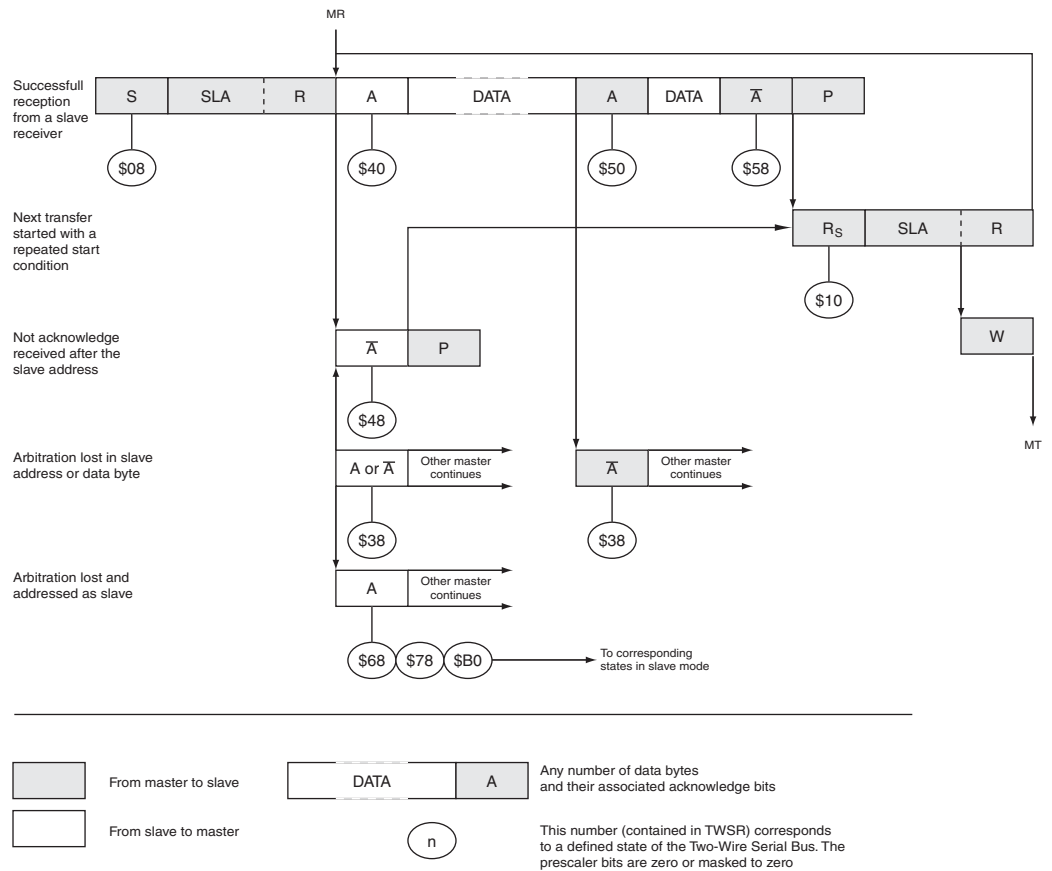 MR
Successfull
reception
from a slave
receiver
S SLA R A DATA A DATA A̅ P
$08 $40 $50 $58
Next transfer
started with a
repeated start
condition
RS SLA R
$10
Not acknowledge
received after the
slave address
A̅ P
W
$48
MT
Arbitration lost in slave
address or data byte
A or A̅ Other master
continues
A̅ Other master
continues
$38 $38
Arbitration lost and
addressed as slave
A Other master
continues
$68 $78 $B0 To corresponding
states in slave mode
From master to slave
DATA A
Any number of data bytes
and their associated acknowledge bits
From slave to master
n
This number (contained in TWSR) corresponds
to a defined state of the Two-Wire Serial Bus. The
prescaler bits are zero or masked to zero